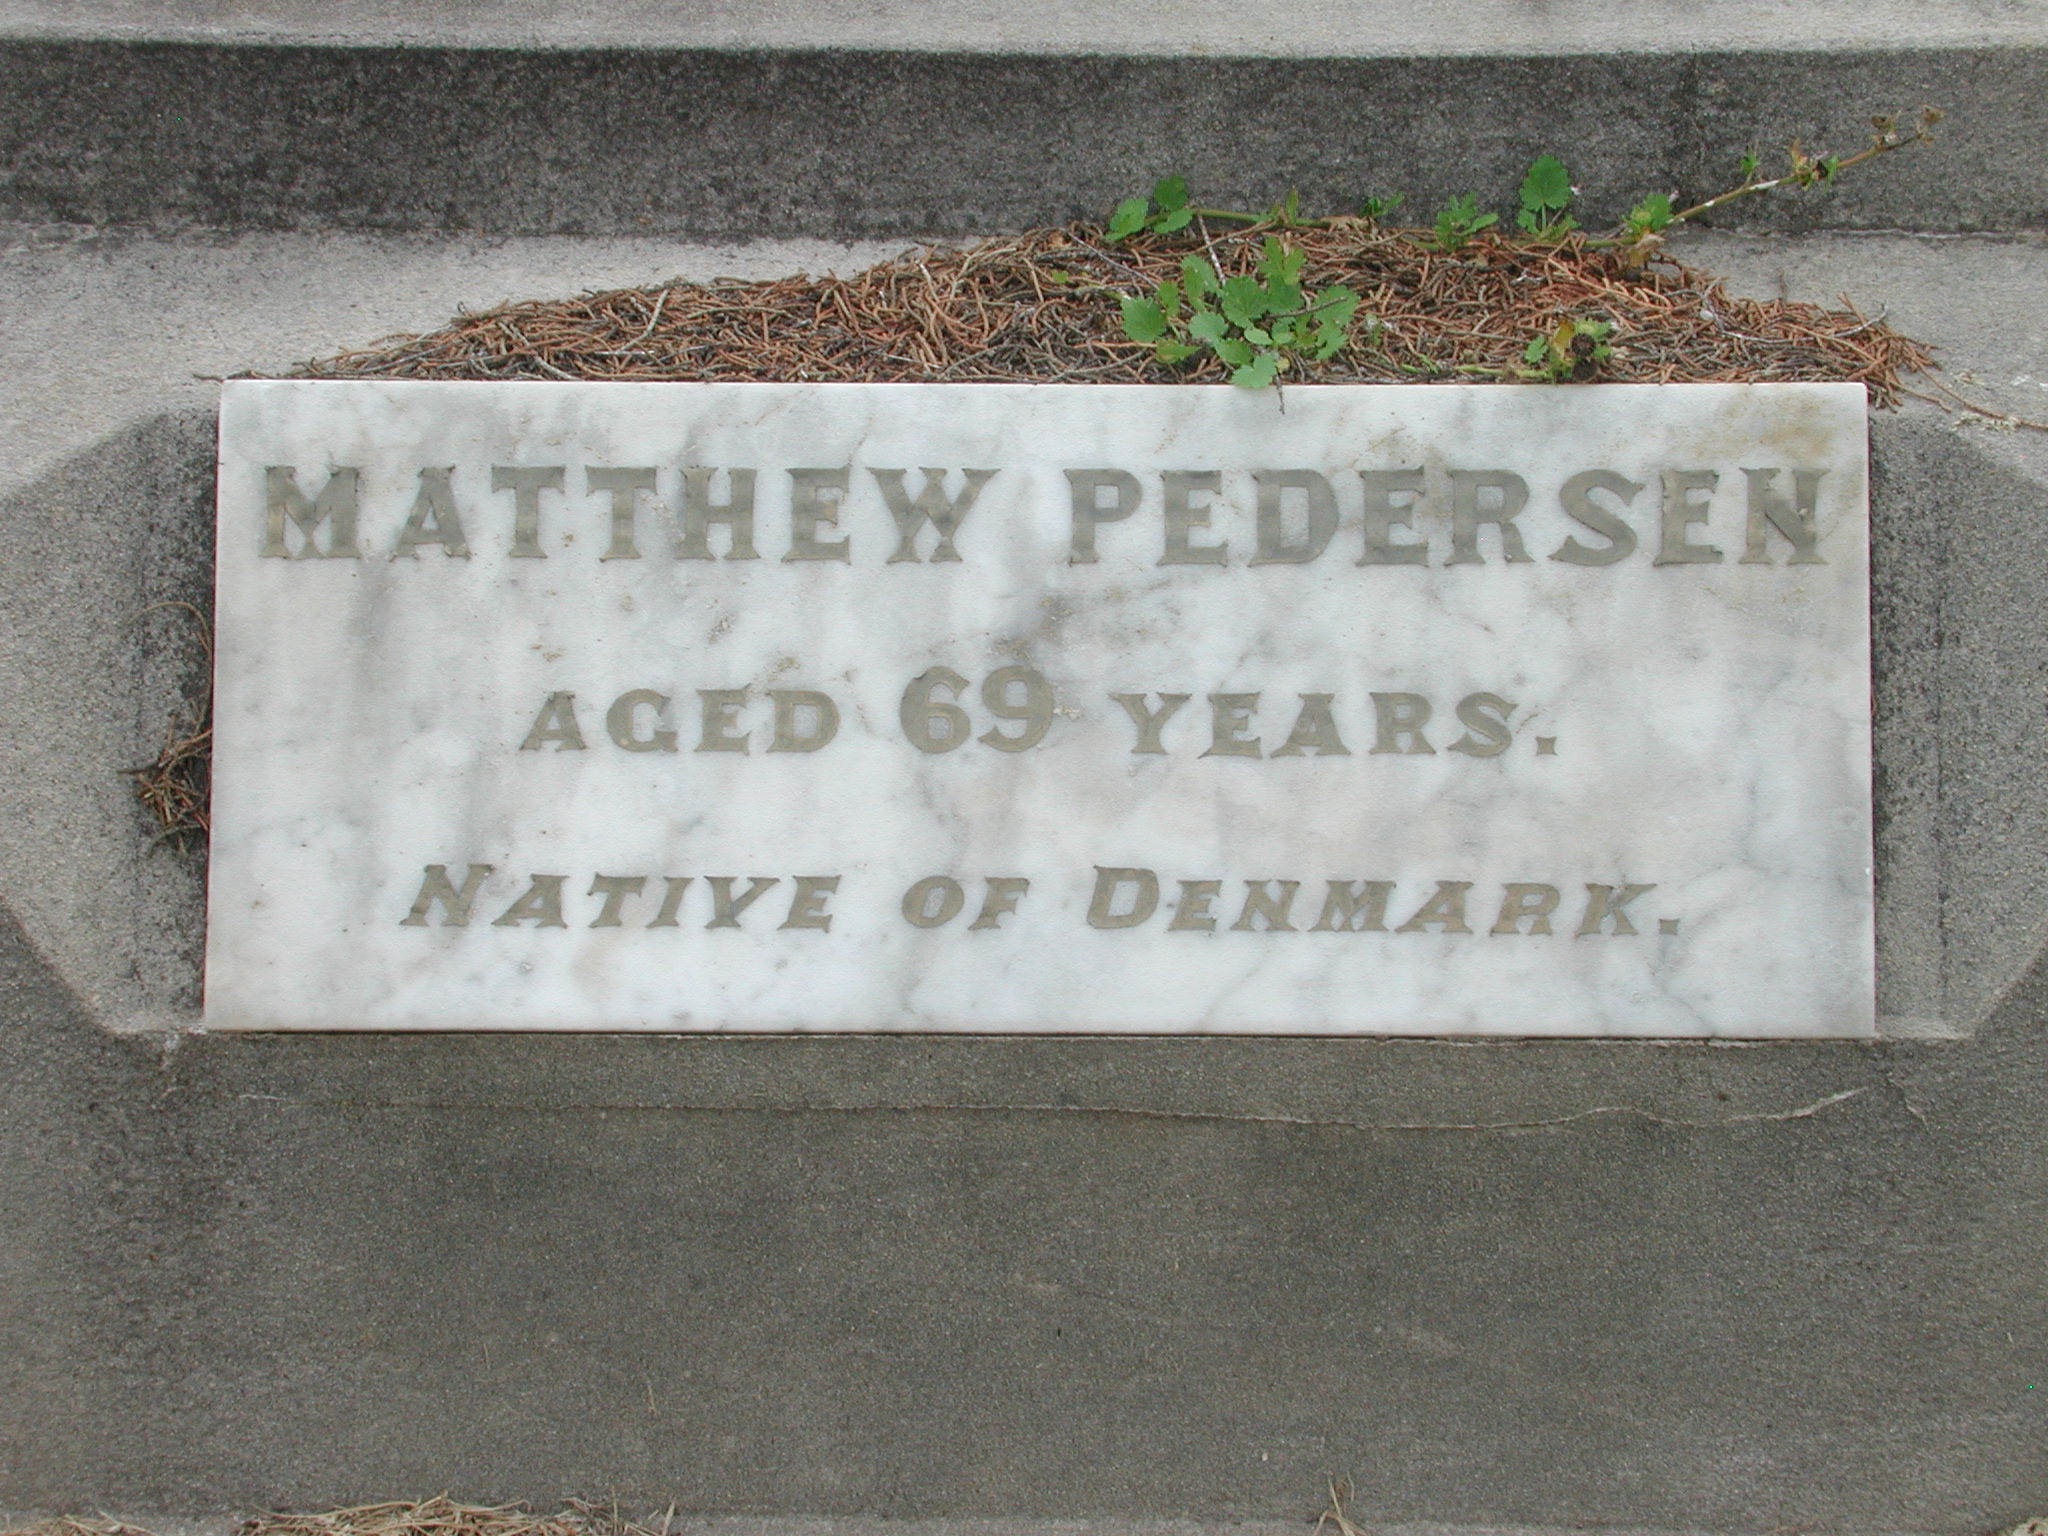 MATTHEW PEDERSEN
AGED 69 YEARS.
NATIVE OF DENMARK.